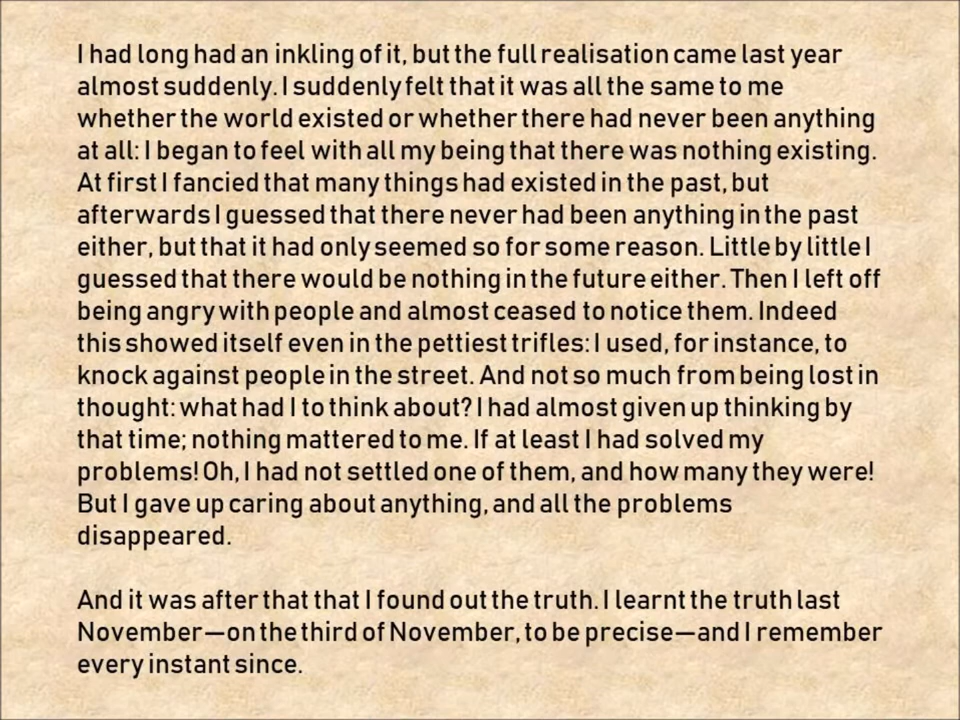 I had long had an inkling of it, but the full realisation came last year
almost suddenly. I suddenly felt that it was all the same to me
whether the world existed or whether there had never been anything
at all: I began to feel with all my being that there was nothing existing.
At first I fancied that many things had existed in the past, but
afterwards I guessed that there never had been anything in the past
either, but that it had only seemed so for some reason. Little by little I
guessed that there would be nothing in the future either. Then I left off
being angry with people and almost ceased to notice them. Indeed
this showed itself even in the pettiest trifles: I used, for instance, to
knock against people in the street. And not so much from being lost in
thought: what had I to think about? I had almost given up thinking by
that time; nothing mattered to me. If at least I had solved my
problems! Oh, I had not settled one of them, and how many they were!
But I gave up caring about anything, and all the problems
disappeared.

And it was after that that I found out the truth. I learnt the truth last
November—on the third of November, to be precise—and I remember
every instant since.